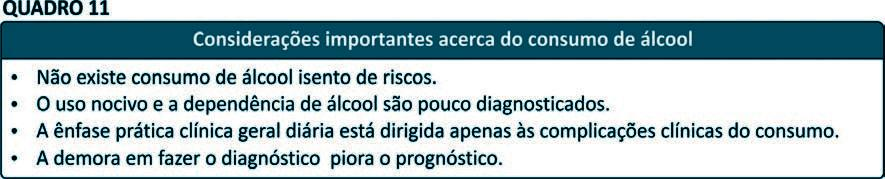 QUADRO 11
Considerações importantes acerca do consumo de álcool
• Não existe consumo de álcool isento de riscos.
• O uso nocivo e a dependência de álcool são pouco diagnosticados.
• A ênfase prática clínica geral diária está dirigida apenas às complicações clínicas do consumo.
• A demora em fazer o diagnóstico piora o prognóstico.